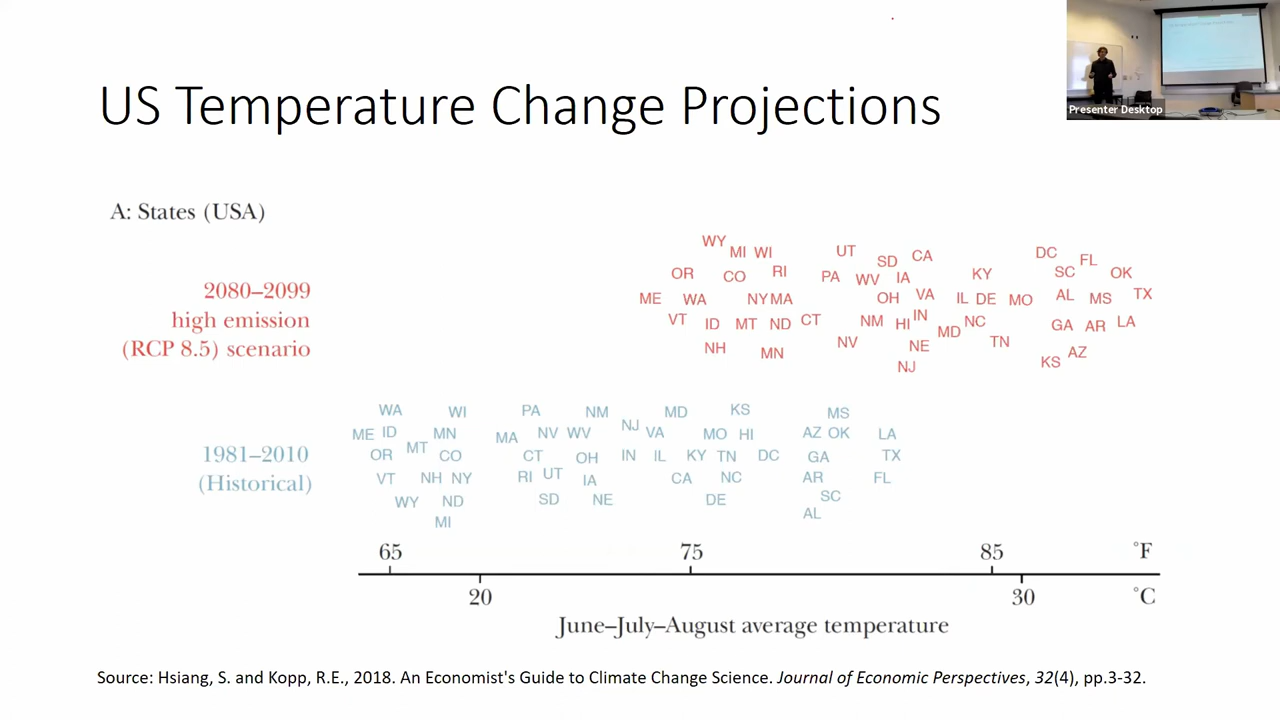 Presenter Desktop
US Temperature Change Projections
A: States (USA)
2080–2099
high emission
(RCP 8.5) scenario
WY
MI WI UT SD CA DC FL
OR CO RI PA WV IA KY SC OK
ME WA NY MA OH VA IL DE MO AL MS TX
VT ID MT ND CT NM HI IN MD NC GA AR LA
NH MN NV NE TN KS AZ
NJ
1981–2010
(Historical)
WA WI PA NM MD KS MS
ME ID MN MA NV WV NJ VA MO HI AZ OK LA
OR MT CO CT OH IN IL KY TN DC GA TX
VT NH NY RI UT IA CA NC AR FL
WY ND SD NE DE SC
MI AL
65 75 85 °F
20 30 °C
June–July–August average temperature
Source: Hsiang, S. and Kopp, R.E., 2018. An Economist's Guide to Climate Change Science. Journal of Economic Perspectives, 32(4), pp.3-32.